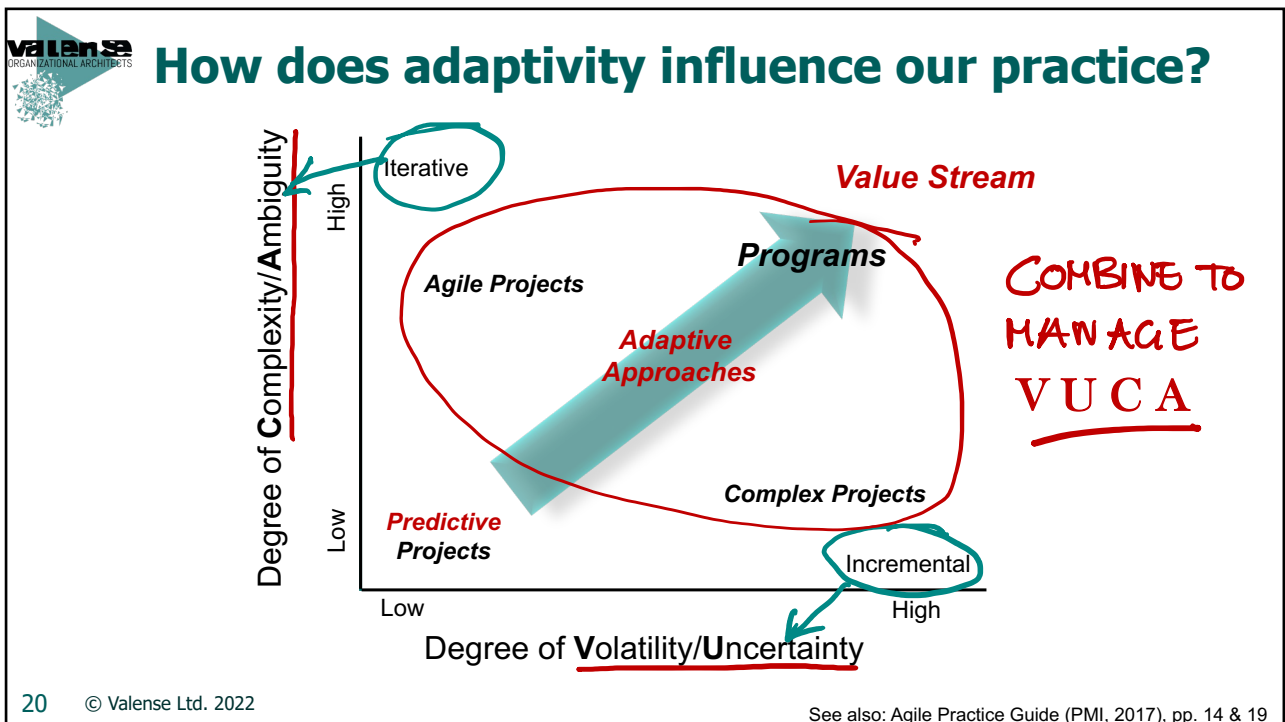 valense
ORGANIZATIONAL ARCHITECTS
How does adaptivity influence our practice?
Degree of Complexity/Ambiguity
High
Low
Iterative
Value Stream
Programs
Agile Projects
COMBINE TO
MANAGE
VUCA
Adaptive
Approaches
Complex Projects
Predictive
Projects
Incremental
Low
High
Degree of Volatility/Uncertainty
20
© Valense Ltd. 2022
See also: Agile Practice Guide (PMI, 2017), pp. 14 & 19